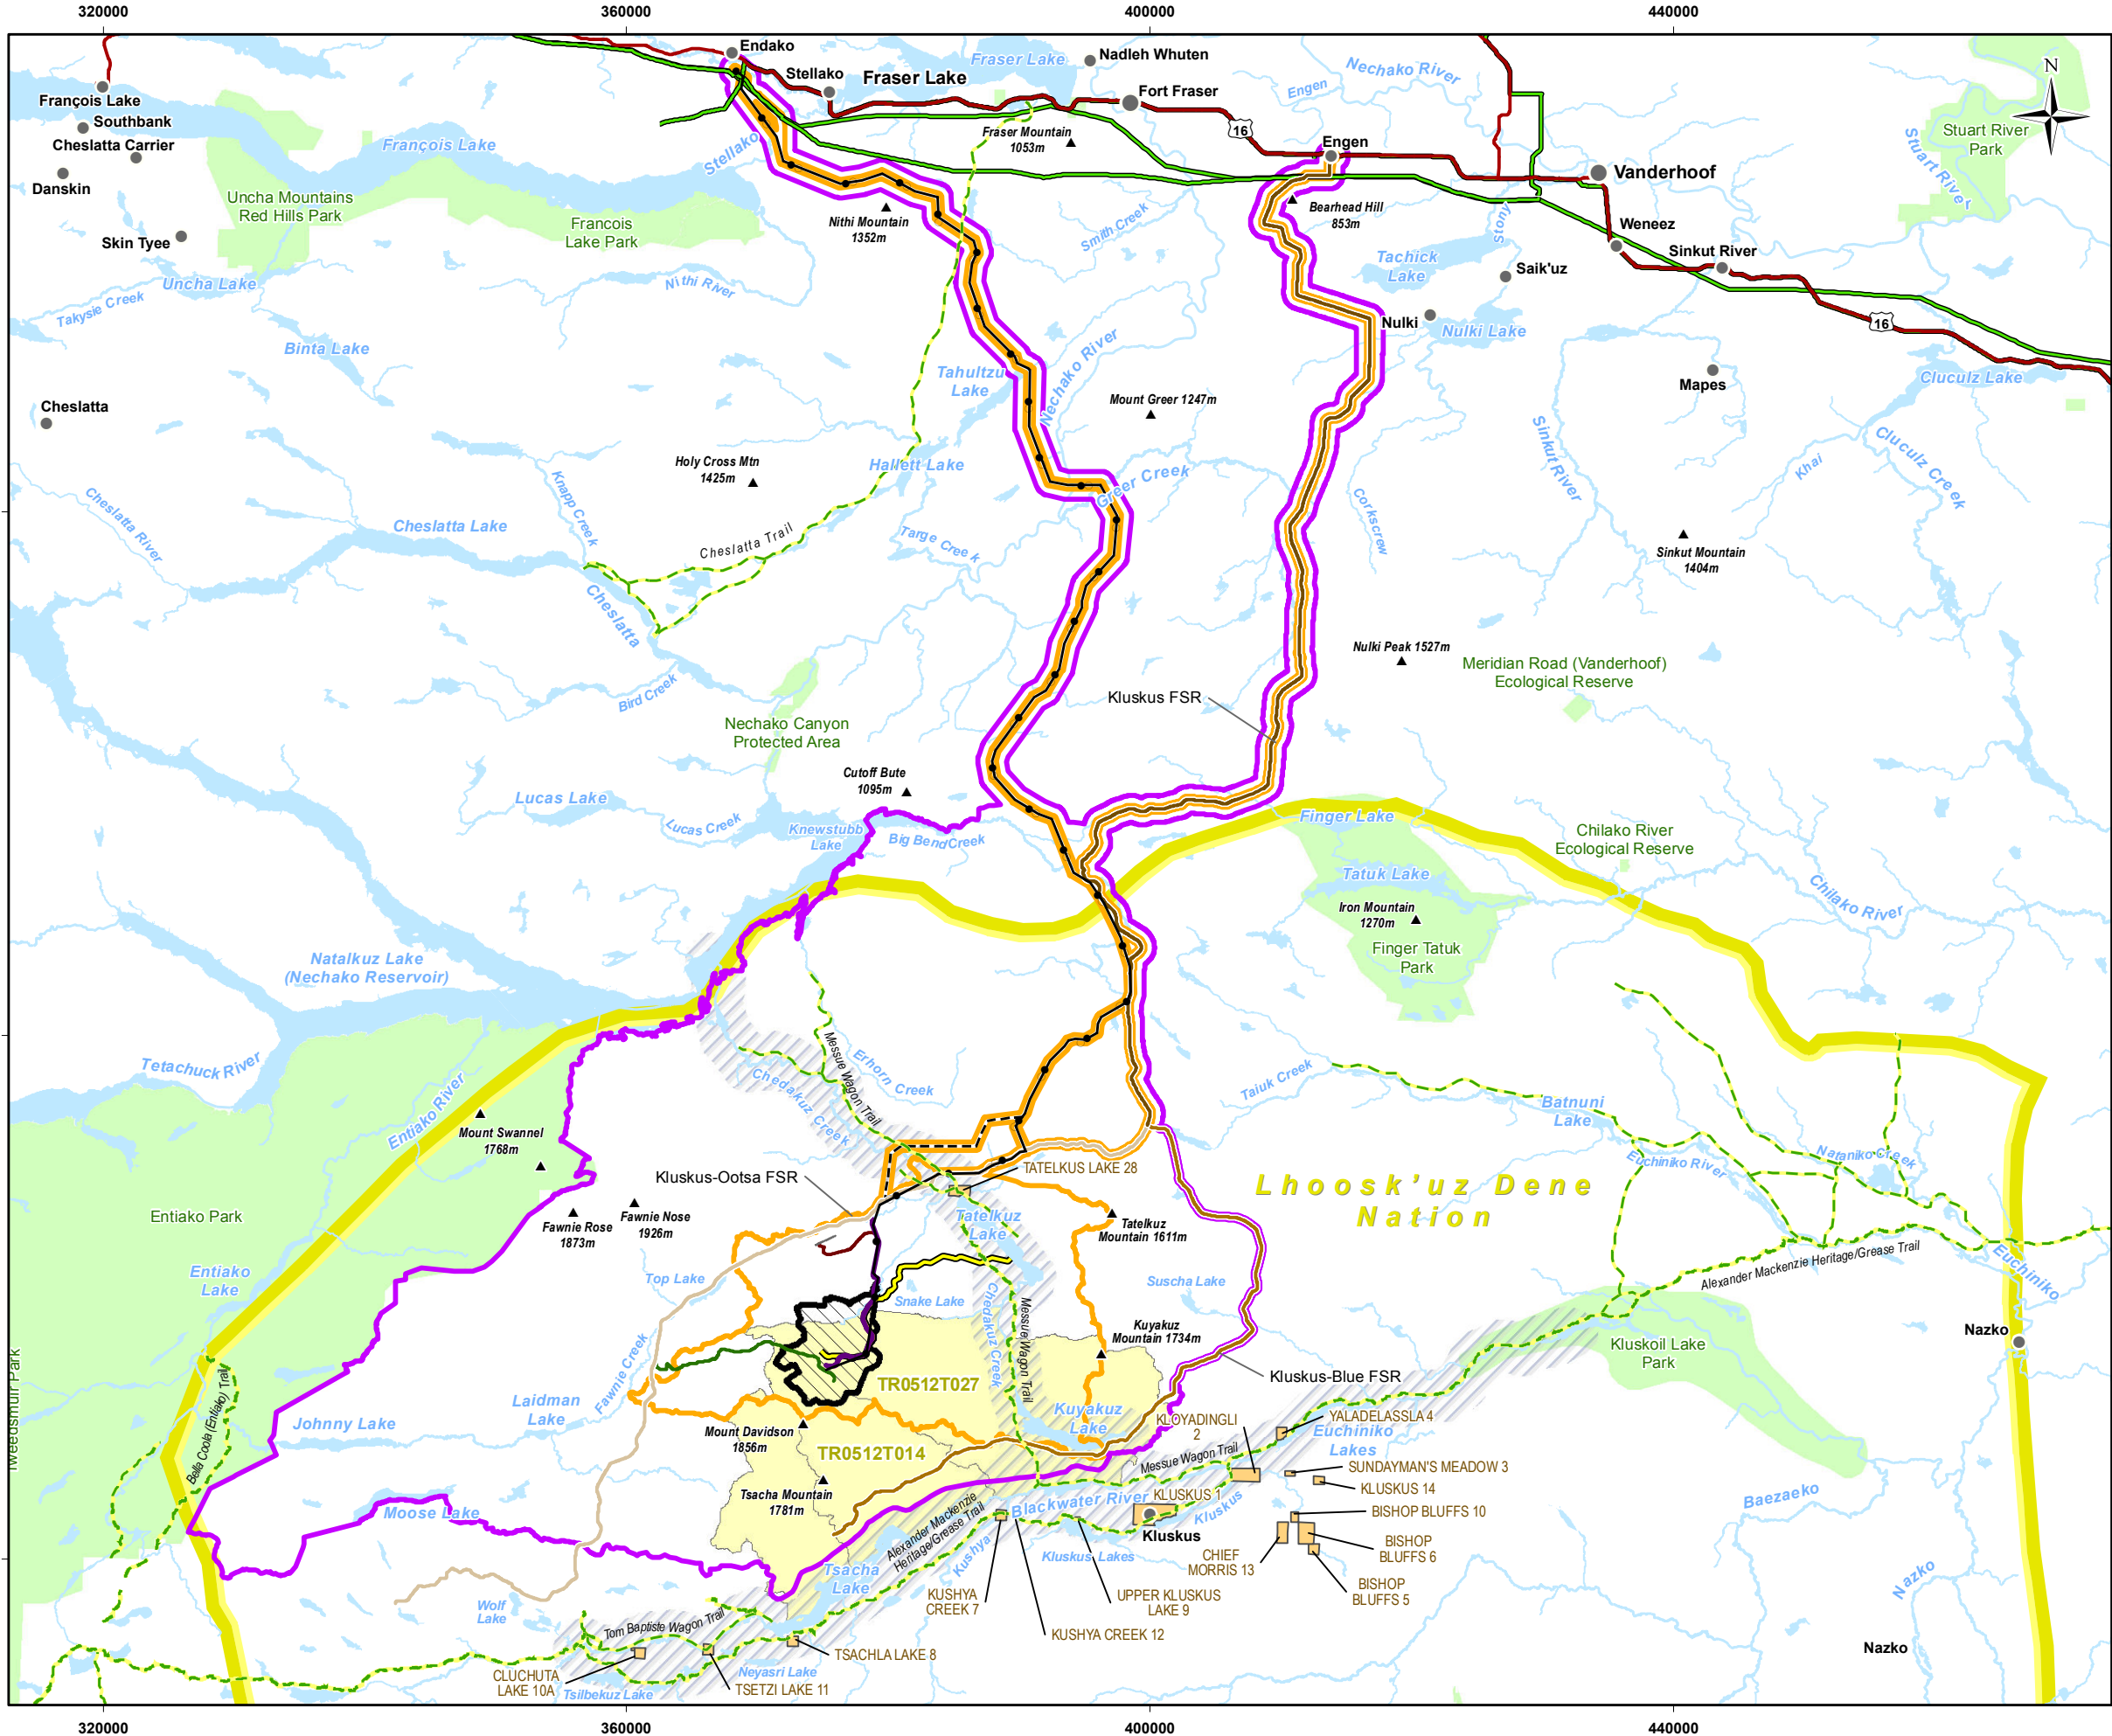 320000
360000
400000
440000
Endako
Nadleh Whuten
Fraser Lake
Nechako River
N
Stellako
Fraser Lake
François Lake
Fort Fraser
Engen
Southbank
16
Stuart River
Park
Stuart River
Fraser Mountain
1053m
Cheslatta Carrier
François Lake
Stellako
Engen
Danskin
Vanderhoof
Uncha Mountains
Red Hills Park
Francois
Lake Park
Nithi Mountain
1352m
Smith Creek
Bearhead Hill
853m
Stony
Weneez
Skin Tyee
Sinkut River
Tachick
Lake
Saik'uz
Uncha Lake
Nithi River
Takysie Creek
Nulki
Nulki Lake
16
Binta Lake
Nechako River
Tahultzu
Lake
Mapes
Cluculz Lake
Cheslatta
Mount Greer 1247m
Sinkut River
Cluculz Creek
Holy Cross Mtn
1425m
Hallett Lake
Khai
Knapp Creek
Greer Creek
Cheslatta River
Corkscrew
Cheslatta Lake
Cheslatta Trail
Targe Creek
Sinkut Mountain
1404m
Cheslatta
Nulki Peak 1527m
Meridian Road (Vanderhoof)
Ecological Reserve
Bird Creek
Kluskus FSR
Nechako Canyon
Protected Area
Cutoff Bute
1095m
Lucas Lake
Lucas Creek
Knewstubb
Lake
Big Bend Creek
Finger Lake
Chilako River
Ecological Reserve
Tatuk Lake
Chilako River
Iron Mountain
1270m
Finger Tatuk
Park
Natalkuz Lake
(Nechako Reservoir)
Tetachuck River
Messue Wagon Trail
Erhorn Creek
Chedakuz Creek
Taiuk Creek
Batnuni
Lake
Entiako River
Mount Swannel
1768m
Nataniko Creek
Euchiniko River
Kluskus-Ootsa FSR
TATELKUS LAKE 28
Lhoosk'uz Dene
Nation
Entiako Park
Fawnie Rose
1873m
Fawnie Nose
1926m
Tatelkuz
Lake
Tatelkuz
Mountain 1611m
Alexander Mackenzie Heritage/Grease Trail
Euchiniko
Entiako
Lake
Top Lake
Suscha Lake
Snake Lake
Chedakuz Creek
Messue Wagon Trail
Kuyakuz
Mountain 1734m
Nazko
Kluskoil Lake
Park
Tweedsmuir Park
Fawnie Creek
TR0512T027
Kluskus-Blue FSR
Bella Coola (Entiako) Trail
Laidman
Lake
Johnny Lake
Kuyakuz
Lake
KLOYADINGLI
2
YALADELASSLA 4
Euchiniko
Lakes
Mount Davidson
1856m
TR0512T014
Messue Wagon Trail
SUNDAYMAN'S MEADOW 3
KLUSKUS 14
Tsacha Mountain
1781m
Alexander Mackenzie
Heritage/Grease Trail
Blackwater River
KLUSKUS 1
Kluskus
Baezaeko
Moose Lake
BISHOP BLUFFS 10
Kluskus
Kushya
Kluskus Lakes
CHIEF
MORRIS 13
BISHOP
BLUFFS 6
Tsacha
Lake
BISHOP
BLUFFS 5
Nazko
KUSHYA
CREEK 7
UPPER KLUSKUS
LAKE 9
Wolf
Lake
Tom Baptiste Wagon Trail
KUSHYA CREEK 12
Nazko
TSACHLA LAKE 8
CLUCHUTA
LAKE 10A
Neyasri Lake
TSETZI LAKE 11
Tsilbekuz Lake
320000
360000
400000
440000